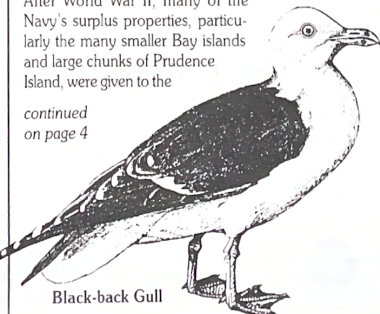 After World War II, many of the
Navy's surplus properties, particu-
larly the many smaller Bay islands
and large chunks of Prudence
Island, were given to the
continued
on page 4
Black-back Gull